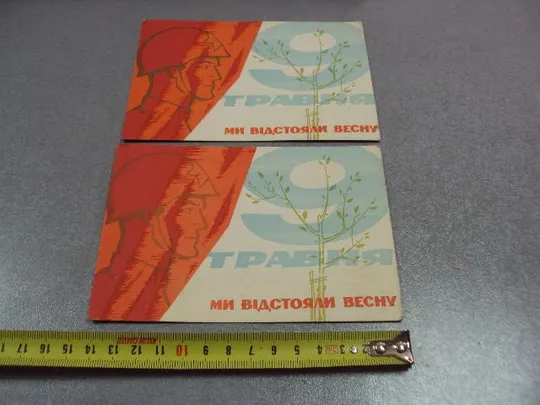 9
ТРАВНЯ
МИ ВІДСТОЯЛИ ВЕСНУ
9
ТРАВНЯ
МИ ВІДСТОЯЛИ ВЕСНУ
17 16 15 14 13 12 11 10 9 8 7 6 5 4 3